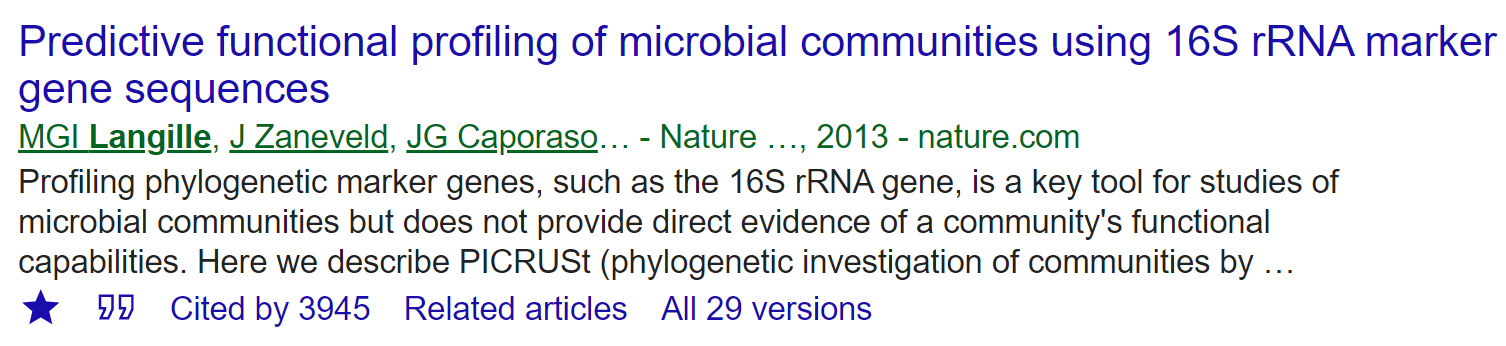 Predictive functional profiling of microbial communities using 16S rRNA marker
gene sequences
MGI Langille, J Zaneveld, JG Caporaso… - Nature …, 2013 - nature.com
Profiling phylogenetic marker genes, such as the 16S rRNA gene, is a key tool for studies of
microbial communities but does not provide direct evidence of a community's functional
capabilities. Here we describe PICRUSt (phylogenetic investigation of communities by …
Cited by 3945 Related articles All 29 versions